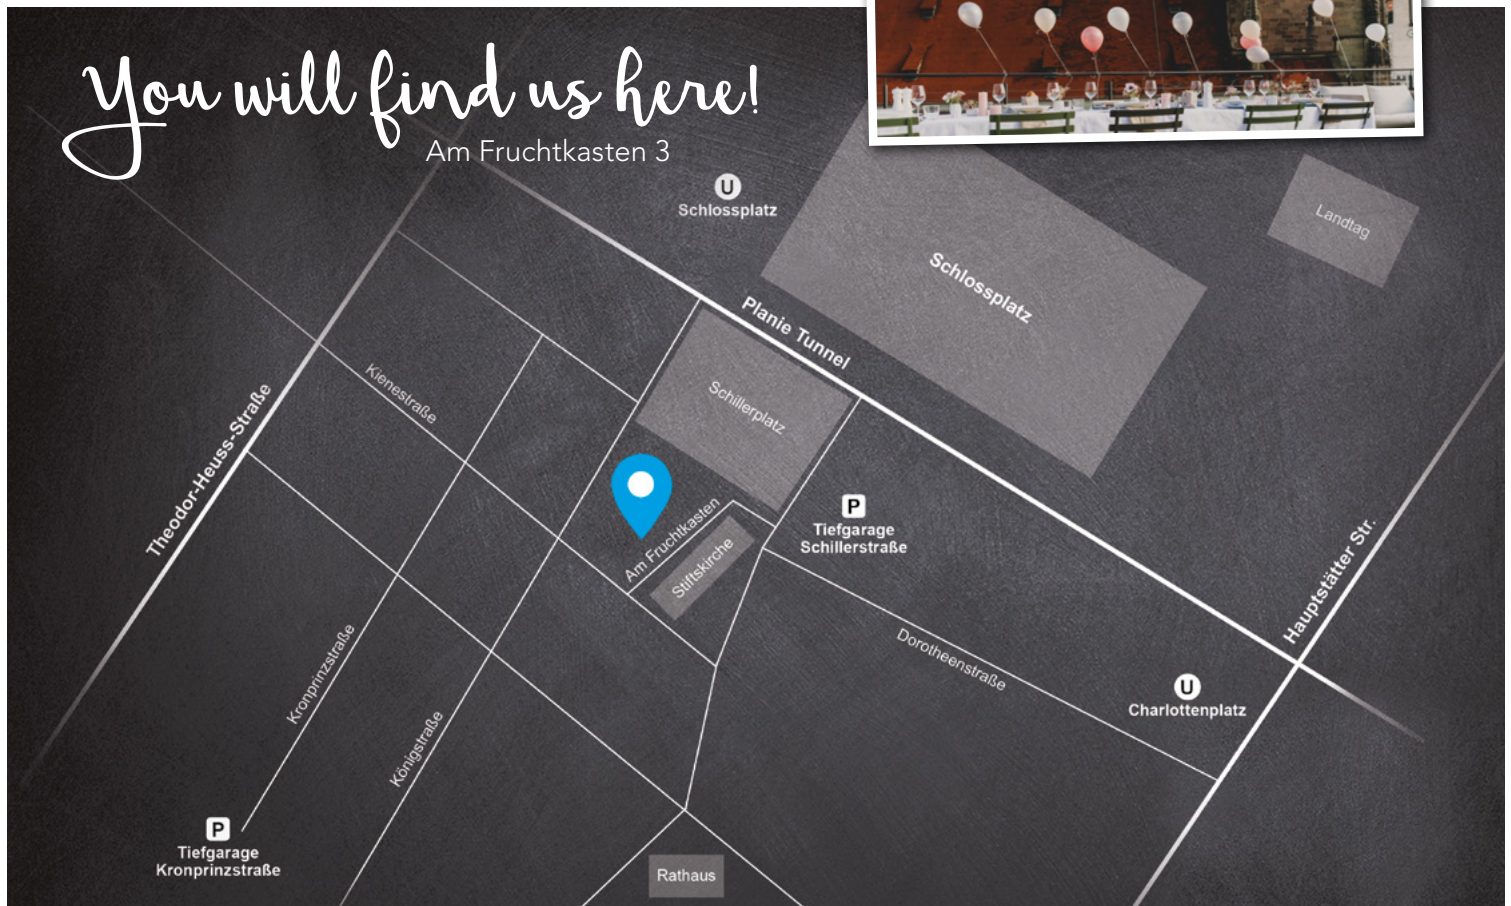 You will find us here!
Am Fruchtkasten 3
U
Schlossplatz
Landtag
Schlossplatz
Planie Tunnel
Kienestraße
Schillerplatz
Theodor-Heuss-Straße
P
Tiefgarage
Schillerstraße
Am Fruchtkasten
Stiftskirche
Hauptstätter Str.
Dorotheenstraße
Kronprinzstraße
U
Charlottenplatz
Königstraße
P
Tiefgarage
Kronprinzstraße
Rathaus